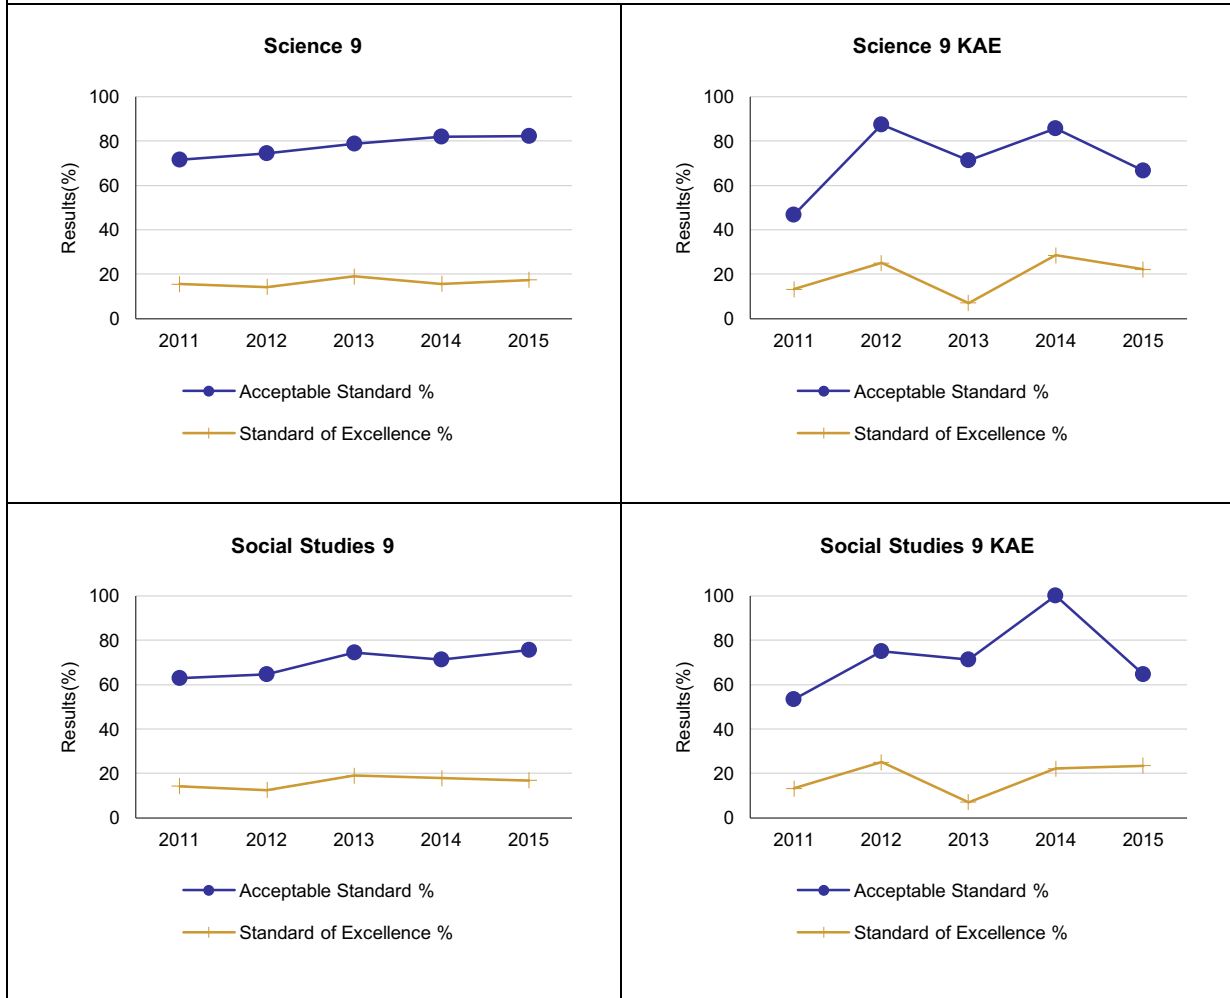 Science 9
100
80
60
40
20
0
Results(%)
2011 2012 2013 2014 2015
Acceptable Standard %
Standard of Excellence %
Science 9 KAE
100
80
60
40
20
0
Results(%)
2011 2012 2013 2014 2015
Acceptable Standard %
Standard of Excellence %
Social Studies 9
100
80
60
40
20
0
Results(%)
2011 2012 2013 2014 2015
Acceptable Standard %
Standard of Excellence %
Social Studies 9 KAE
100
80
60
40
20
0
Results(%)
2011 2012 2013 2014 2015
Acceptable Standard %
Standard of Excellence %